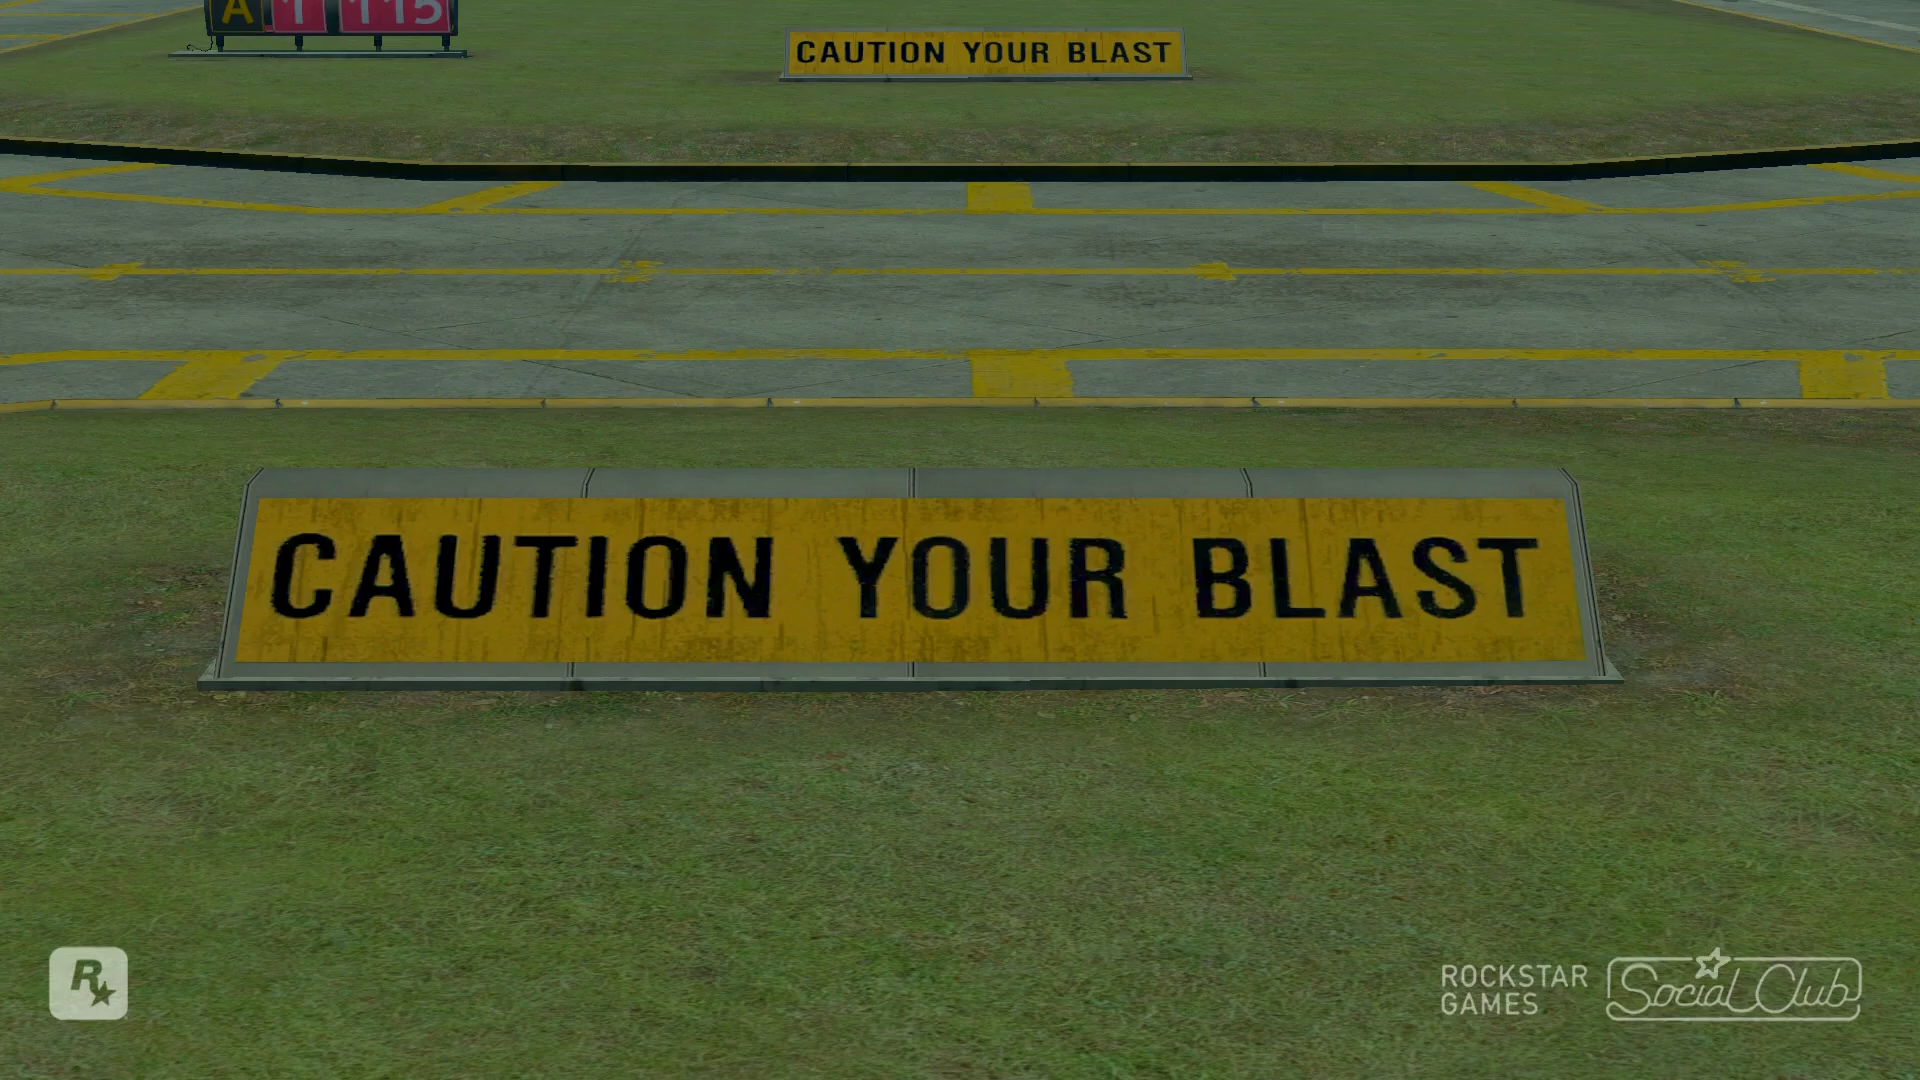 A 1 115
CAUTION YOUR BLAST
CAUTION YOUR BLAST
R
ROCKSTAR
GAMES
Social Club